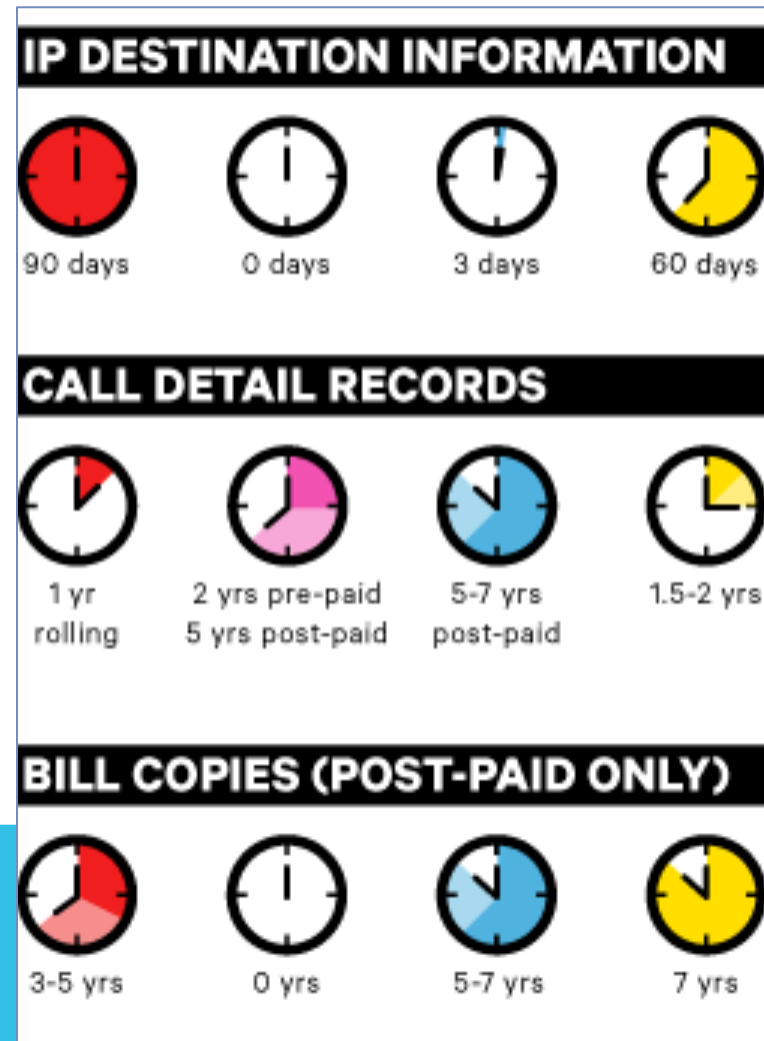 IP DESTINATION INFORMATION
90 days
0 days
3 days
60 days
CALL DETAIL RECORDS
1 yr
rolling
2 yrs pre-paid
5 yrs post-paid
5-7 yrs
post-paid
1.5-2 yrs
BILL COPIES (POST-PAID ONLY)
3-5 yrs
0 yrs
5-7 yrs
7 yrs